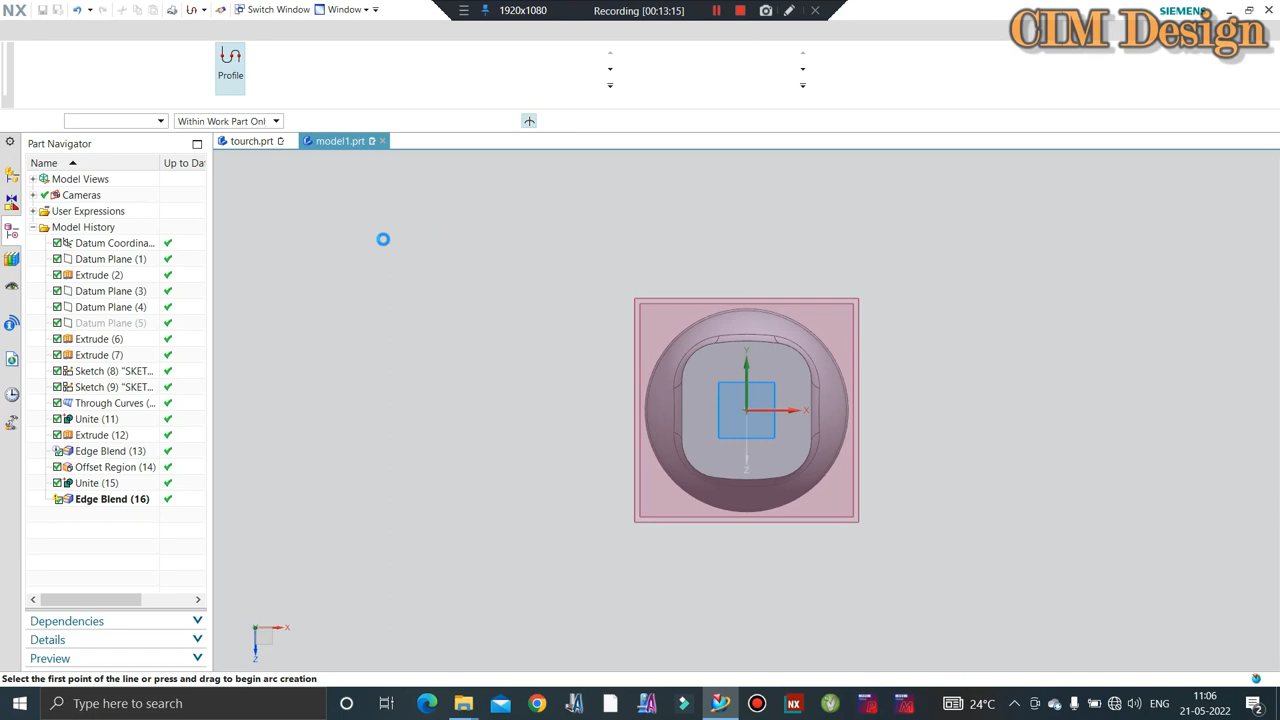 NX
Switch Window
Window
1920x1080
Recording [00:13:15]
SIEMENS
CIM Design
Profile
Within Work Part Onl
Part Navigator
tourch.prt
model1.prt
Name
Up to Da
Model Views
Cameras
User Expressions
Model History
Datum Coordina...
Datum Plane (1)
Extrude (2)
Datum Plane (3)
Datum Plane (4)
Datum Plane (5)
Extrude (6)
Extrude (7)
Sketch (8) "SKET...
Sketch (9) "SKET...
Through Curves (...
Unite (11)
Extrude (12)
Edge Blend (13)
Offset Region (14)
Unite (15)
Edge Blend (16)
Y
X
Z
Dependencies
Details
Preview
X
Y
Z
Select the first point of the line or press and drag to begin arc creation
Type here to search
24°C
ENG
11:06
21-05-2022
2